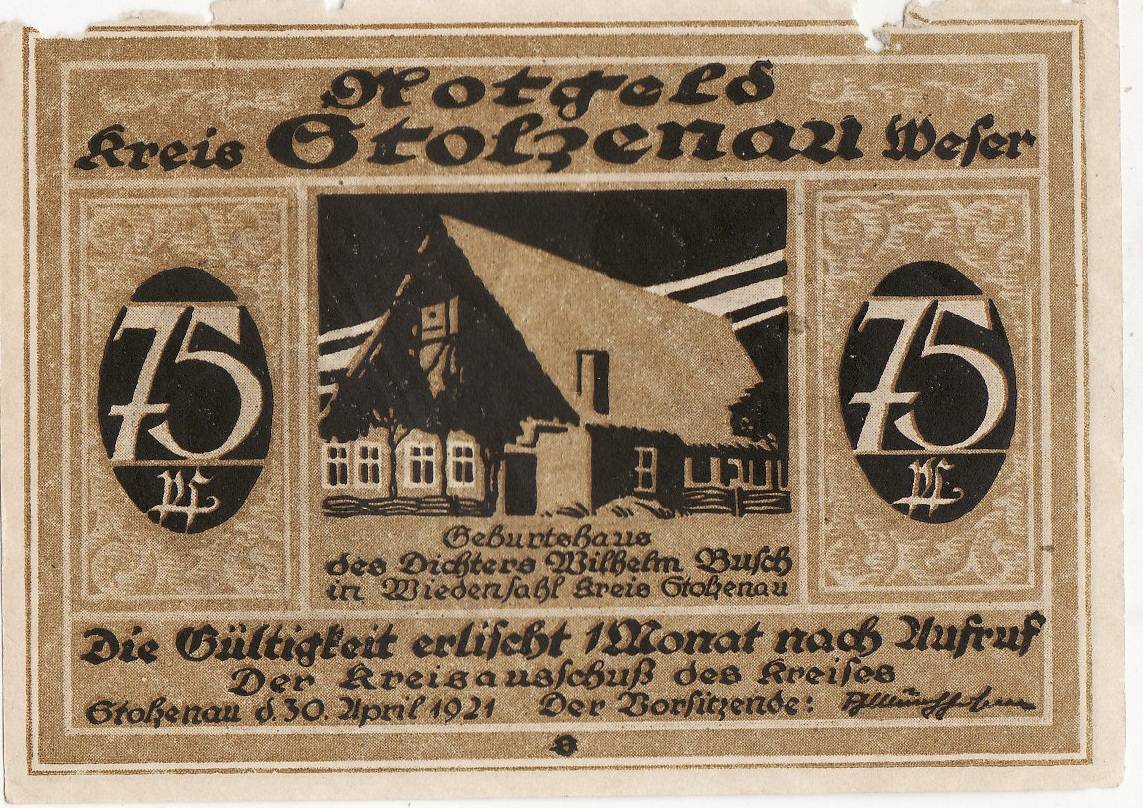 Notgeld
Kreis Stolzenau Weser
75
Pf.
75
Pf.
Geburtshaus
des Dichters Wilhelm Busch
in Wiedensahl Kreis Stolzenau
Die Gültigkeit erlischt 1 Monat nach Aufruf
Der Kreisausschuß des Kreises
Stolzenau d. 30. April 1921 Der Vorsitzende: